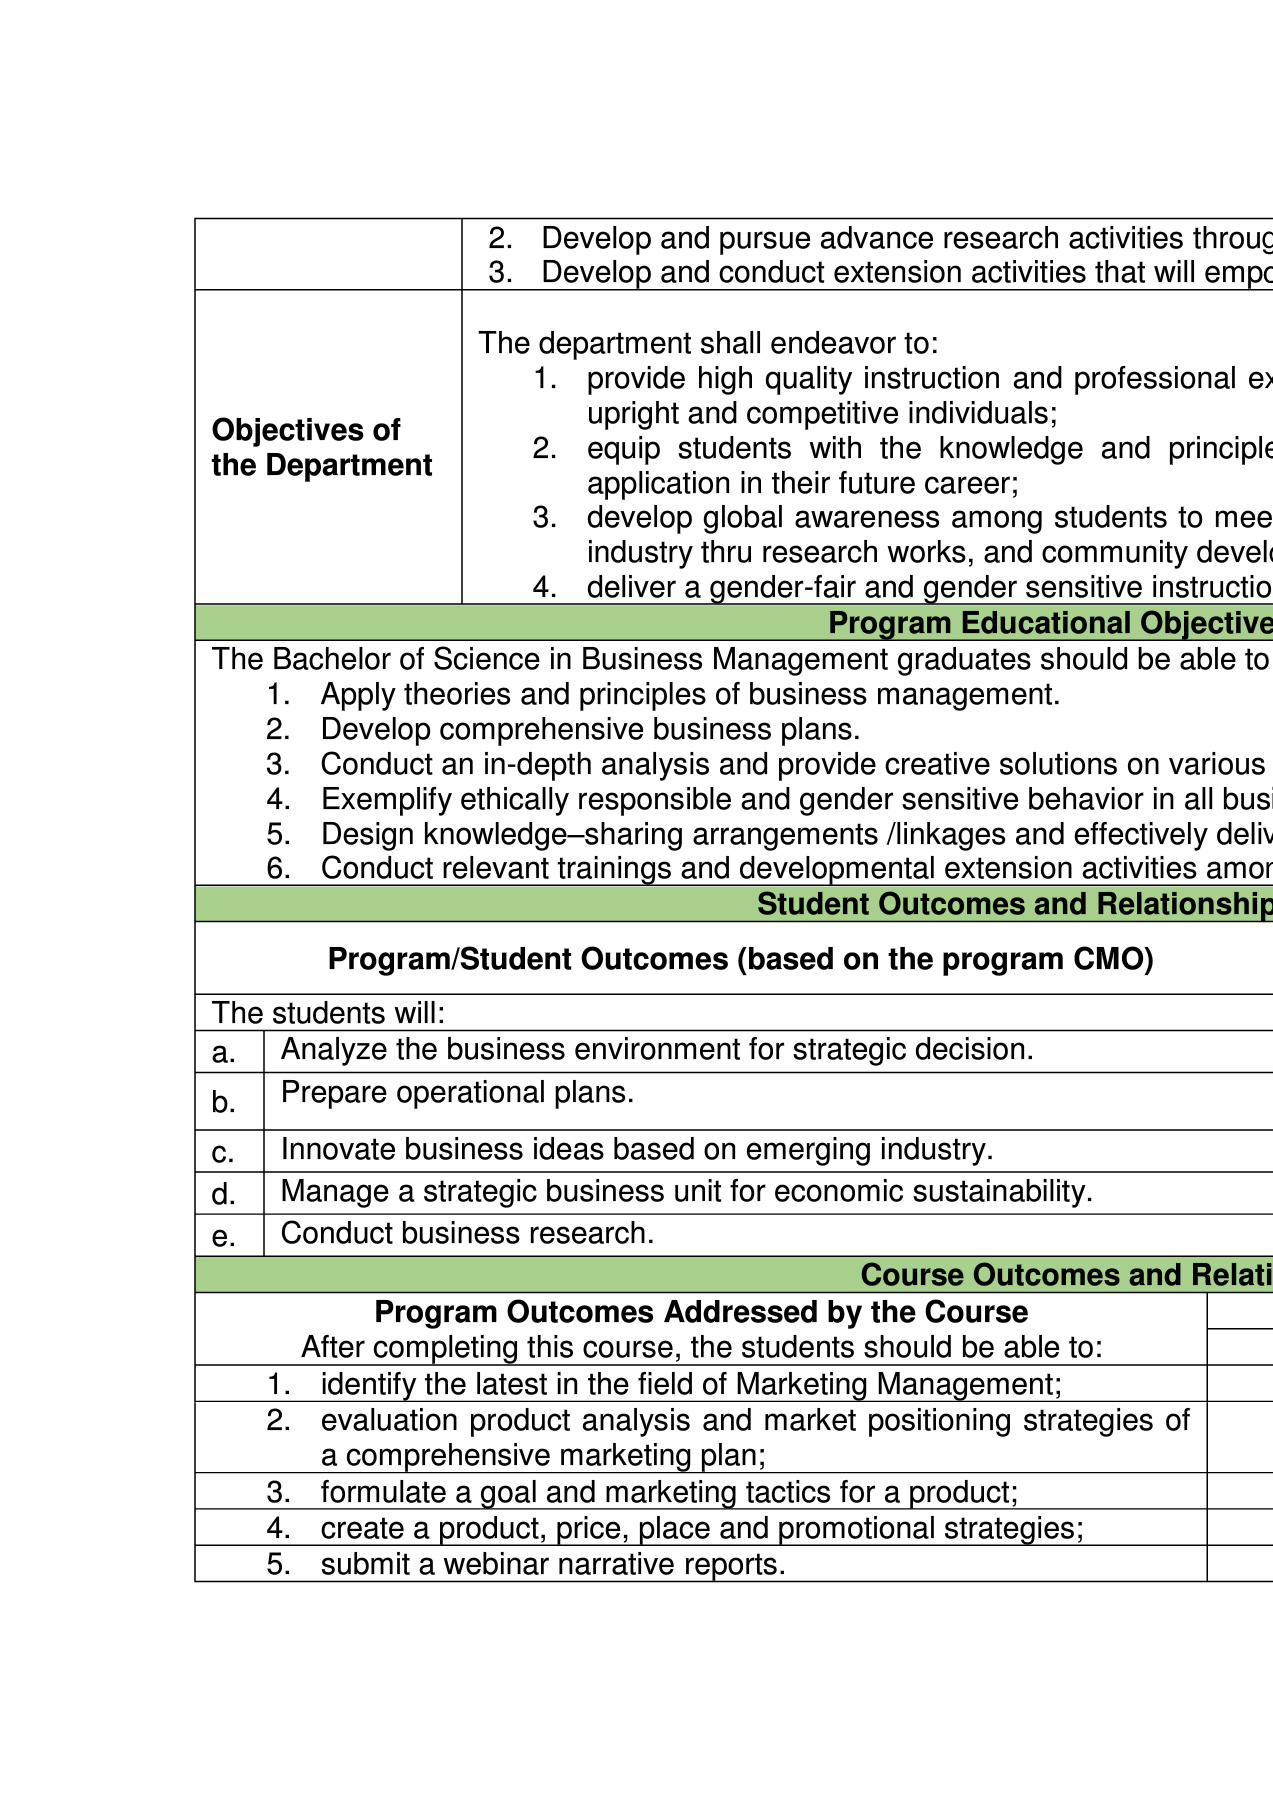 2. Develop and pursue advance research activities throug
3. Develop and conduct extension activities that will empo
Objectives of
the Department
The department shall endeavor to:
1. provide high quality instruction and professional ex
upright and competitive individuals;
2. equip students with the knowledge and principle
application in their future career;
3. develop global awareness among students to mee
industry thru research works, and community develo
4. deliver a gender-fair and gender sensitive instructio
Program Educational Objective
The Bachelor of Science in Business Management graduates should be able to
1. Apply theories and principles of business management.
2. Develop comprehensive business plans.
3. Conduct an in-depth analysis and provide creative solutions on various
4. Exemplify ethically responsible and gender sensitive behavior in all busi
5. Design knowledge–sharing arrangements /linkages and effectively deliv
6. Conduct relevant trainings and developmental extension activities amon
Student Outcomes and Relationship
Program/Student Outcomes (based on the program CMO)
The students will:
a. Analyze the business environment for strategic decision.
b. Prepare operational plans.
c. Innovate business ideas based on emerging industry.
d. Manage a strategic business unit for economic sustainability.
e. Conduct business research.
Course Outcomes and Relati
Program Outcomes Addressed by the Course
After completing this course, the students should be able to:
1. identify the latest in the field of Marketing Management;
2. evaluation product analysis and market positioning strategies of
a comprehensive marketing plan;
3. formulate a goal and marketing tactics for a product;
4. create a product, price, place and promotional strategies;
5. submit a webinar narrative reports.